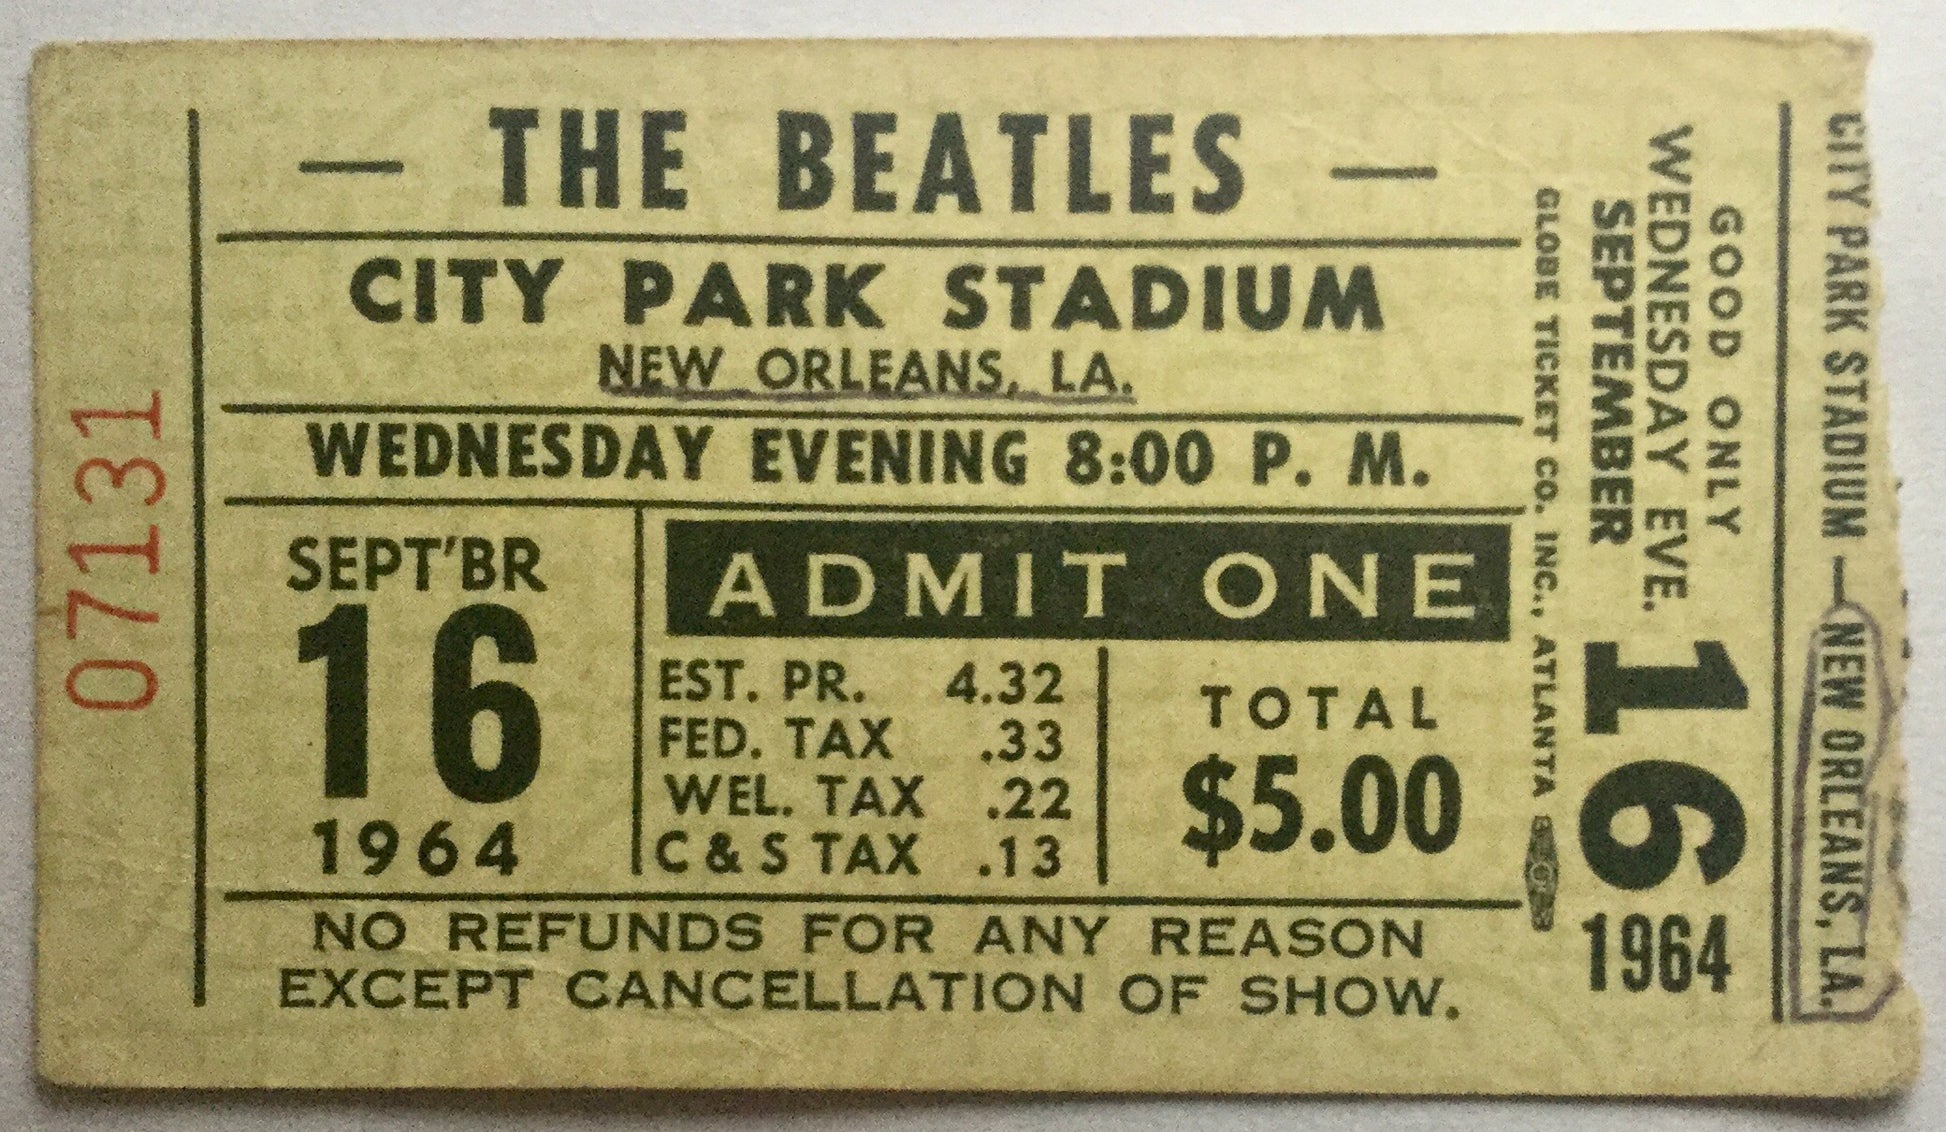 07131
— THE BEATLES —
CITY PARK STADIUM
NEW ORLEANS, LA.
WEDNESDAY EVENING 8:00 P. M.
SEPT'BR
16
1964
ADMIT ONE
EST. PR. 4.32
FED. TAX .33
WEL. TAX .22
C & S TAX .13
TOTAL
$5.00
NO REFUNDS FOR ANY REASON
EXCEPT CANCELLATION OF SHOW.
GLOBE TICKET CO. INC., ATLANTA
GOOD ONLY
WEDNESDAY EVE.
SEPTEMBER
16
1964
CITY PARK STADIUM — NEW ORLEANS, LA.